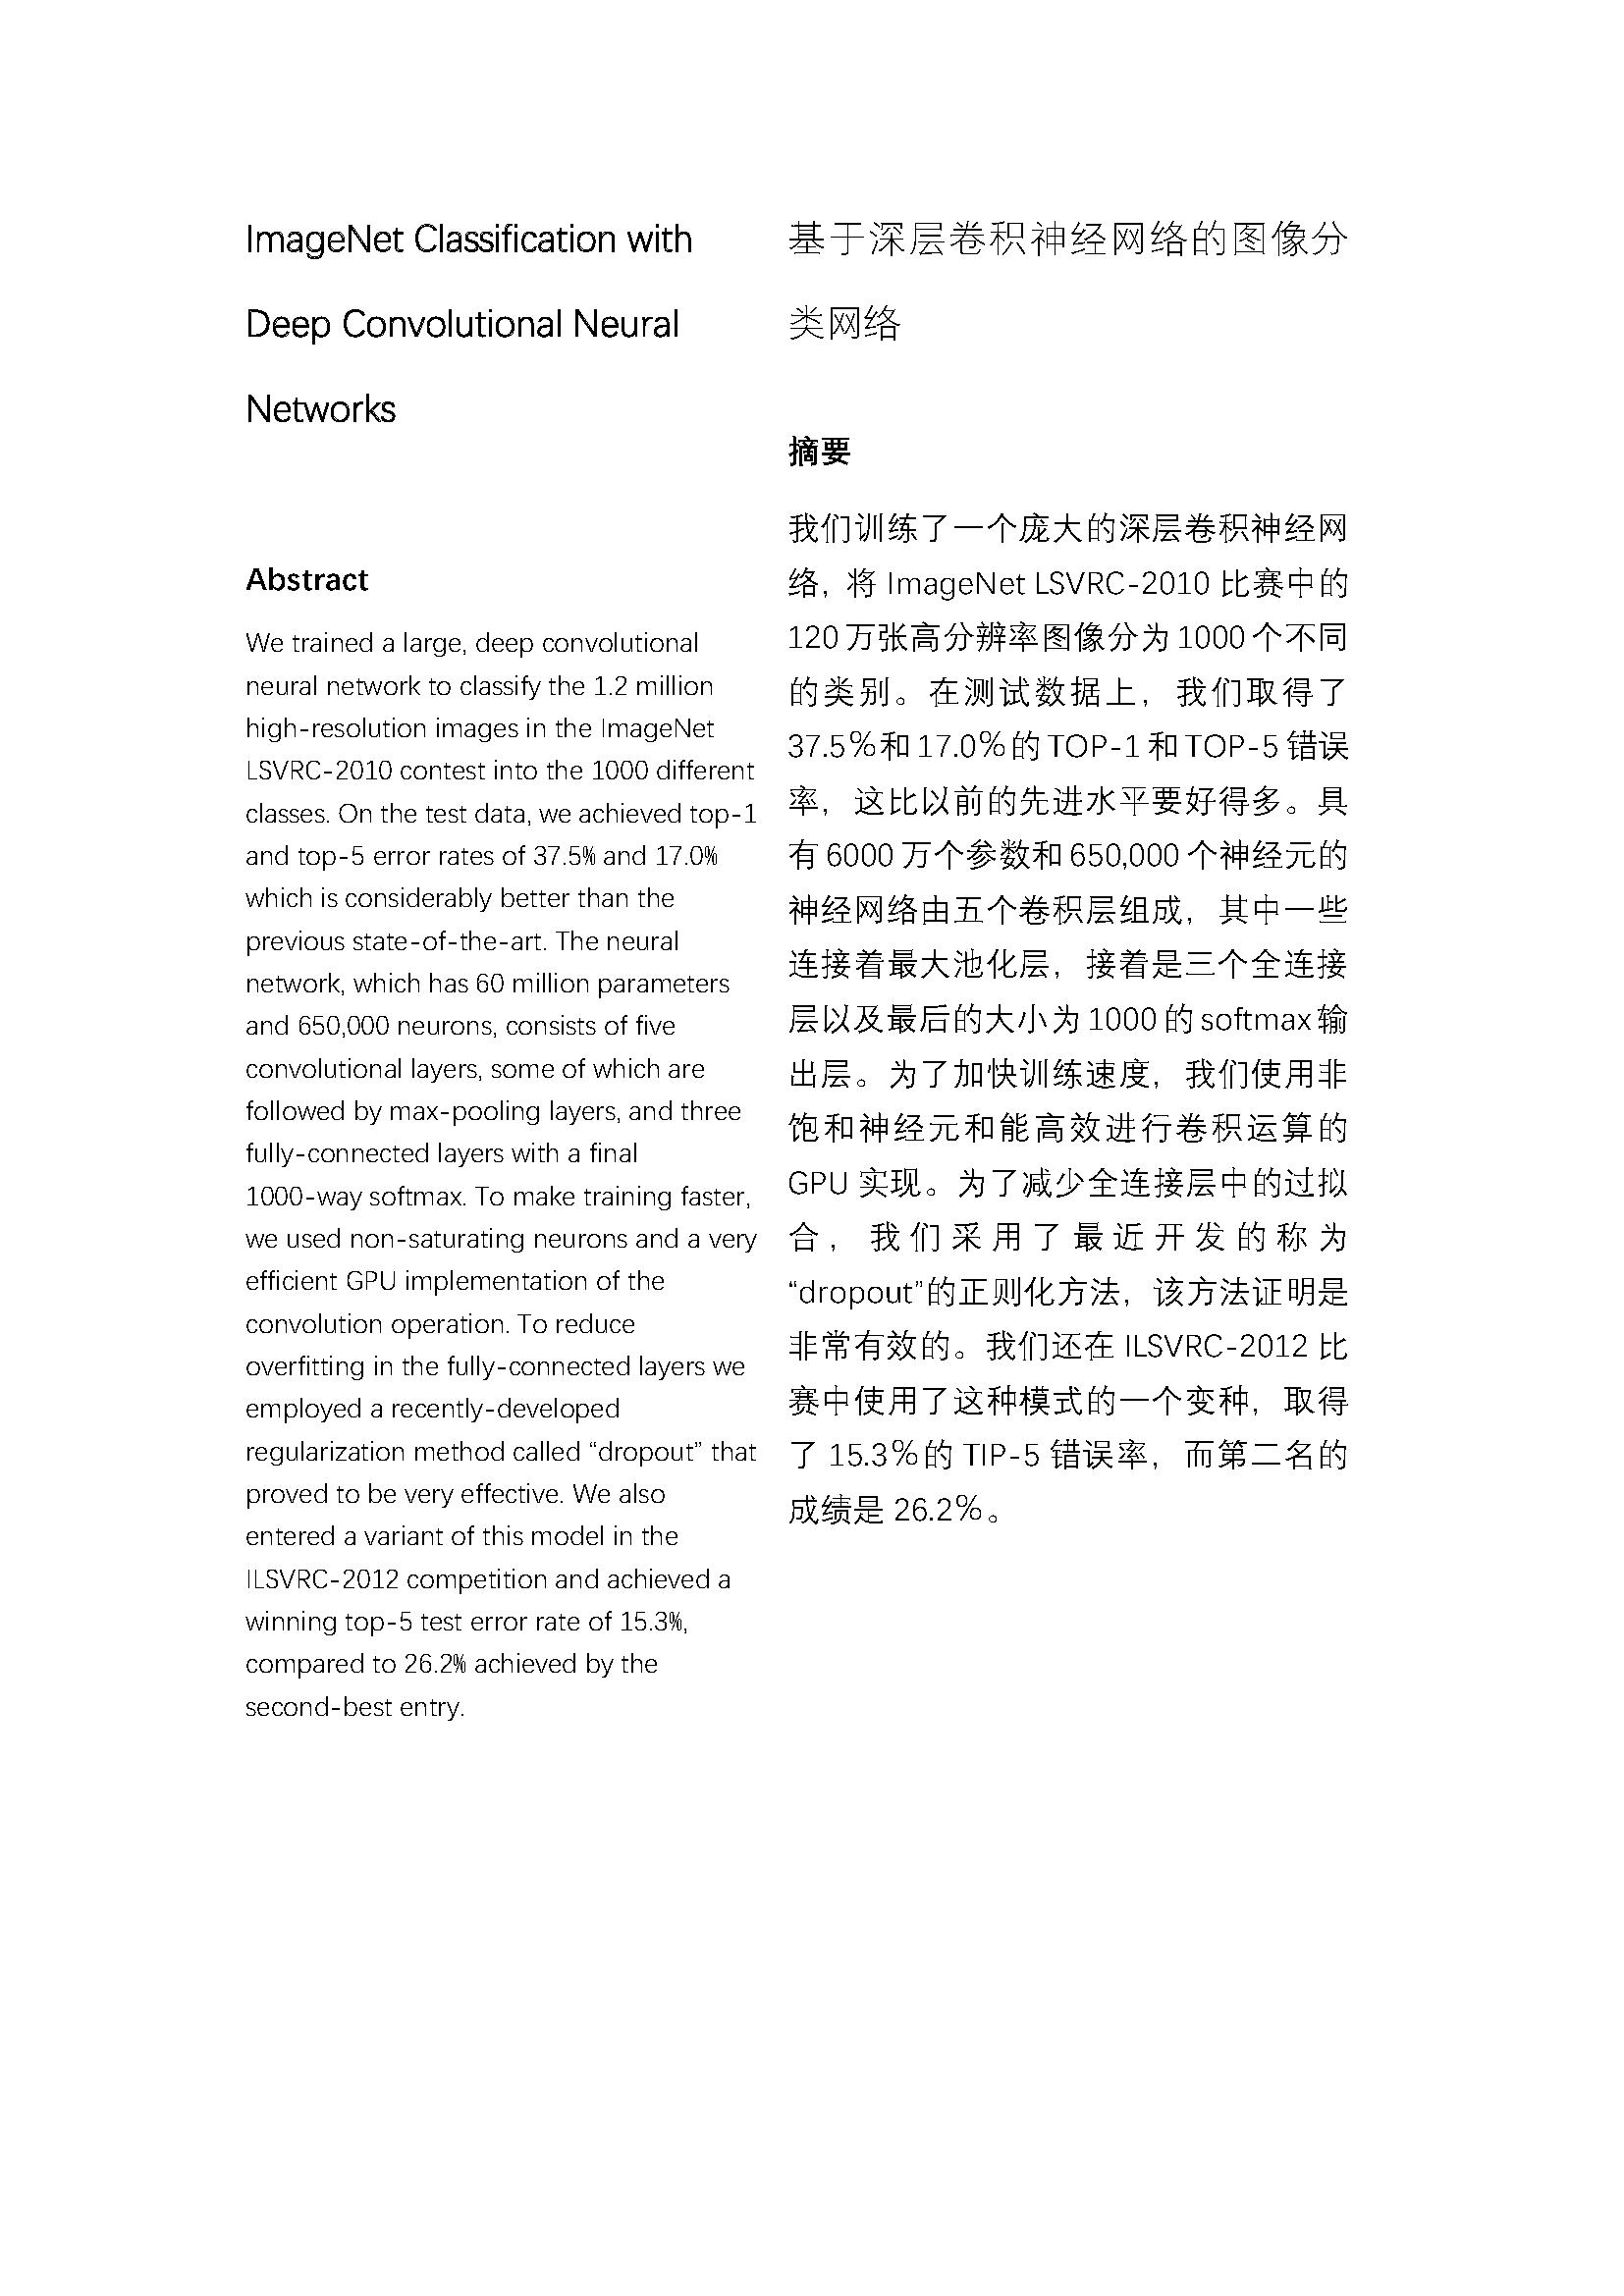 ImageNet Classification with
Deep Convolutional Neural
Networks
Abstract
We trained a large, deep convolutional
neural network to classify the 1.2 million
high-resolution images in the ImageNet
LSVRC-2010 contest into the 1000 different
classes. On the test data, we achieved top-1
and top-5 error rates of 37.5% and 17.0%
which is considerably better than the
previous state-of-the-art. The neural
network, which has 60 million parameters
and 650,000 neurons, consists of five
convolutional layers, some of which are
followed by max-pooling layers, and three
fully-connected layers with a final
1000-way softmax. To make training faster,
we used non-saturating neurons and a very
efficient GPU implementation of the
convolution operation. To reduce
overfitting in the fully-connected layers we
employed a recently-developed
regularization method called “dropout” that
proved to be very effective. We also
entered a variant of this model in the
ILSVRC-2012 competition and achieved a
winning top-5 test error rate of 15.3%,
compared to 26.2% achieved by the
second-best entry.
基于深层卷积神经网络的图像分
类网络
摘要
我们训练了一个庞大的深层卷积神经网
络，将 ImageNet LSVRC-2010 比赛中的
120 万张高分辨率图像分为 1000 个不同
的类别。在测试数据上，我们取得了
37.5％和 17.0％的 TOP-1 和 TOP-5 错误
率，这比以前的先进水平要好得多。具
有 6000 万个参数和 650,000 个神经元的
神经网络由五个卷积层组成，其中一些
连接着最大池化层，接着是三个全连接
层以及最后的大小为 1000 的 softmax 输
出层。为了加快训练速度，我们使用非
饱和神经元和能高效进行卷积运算的
GPU 实现。为了减少全连接层中的过拟
合，我们采用了最近开发的称为
“dropout”的正则化方法，该方法证明是
非常有效的。我们还在 ILSVRC-2012 比
赛中使用了这种模式的一个变种，取得
了 15.3％的 TIP-5 错误率，而第二名的
成绩是 26.2％。